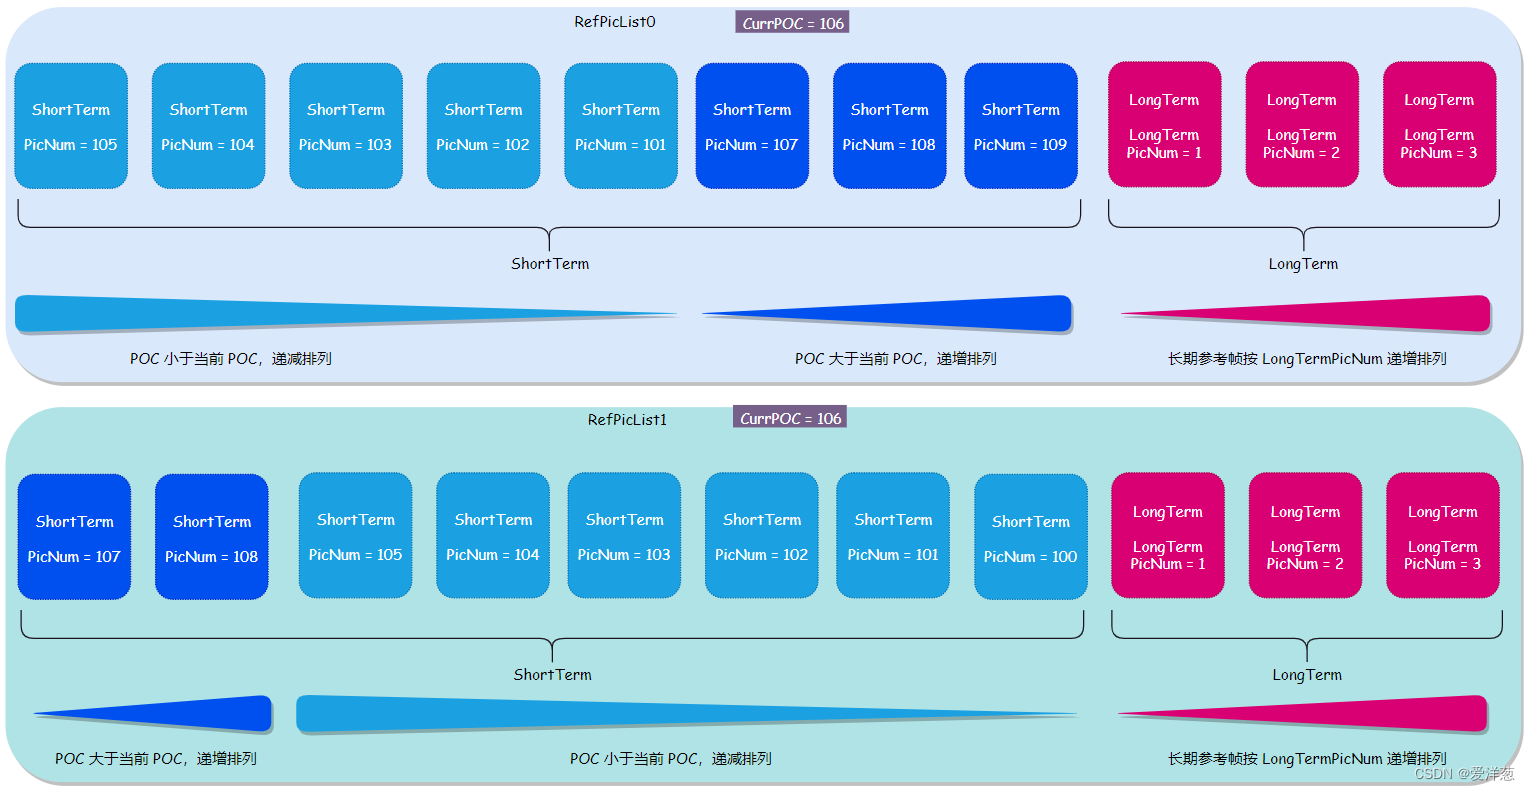 RefPicList0 CurrPOC = 106
ShortTerm ShortTerm ShortTerm ShortTerm ShortTerm ShortTerm ShortTerm ShortTerm LongTerm LongTerm LongTerm
PicNum = 105 PicNum = 104 PicNum = 103 PicNum = 102 PicNum = 101 PicNum = 107 PicNum = 108 PicNum = 109 LongTerm LongTerm LongTerm
PicNum = 1 PicNum = 2 PicNum = 3
ShortTerm LongTerm
POC 小于当前 POC，递减排列 POC 大于当前 POC，递增排列 长期参考帧按 LongTermPicNum 递增排列
RefPicList1 CurrPOC = 106
ShortTerm ShortTerm ShortTerm ShortTerm ShortTerm ShortTerm ShortTerm ShortTerm LongTerm LongTerm LongTerm
PicNum = 107 PicNum = 108 PicNum = 105 PicNum = 104 PicNum = 103 PicNum = 102 PicNum = 101 PicNum = 100 LongTerm LongTerm LongTerm
PicNum = 1 PicNum = 2 PicNum = 3
ShortTerm LongTerm
POC 大于当前 POC，递增排列 POC 小于当前 POC，递减排列 长期参考帧按 LongTermPicNum 递增排列
CSDN @爱洋葱